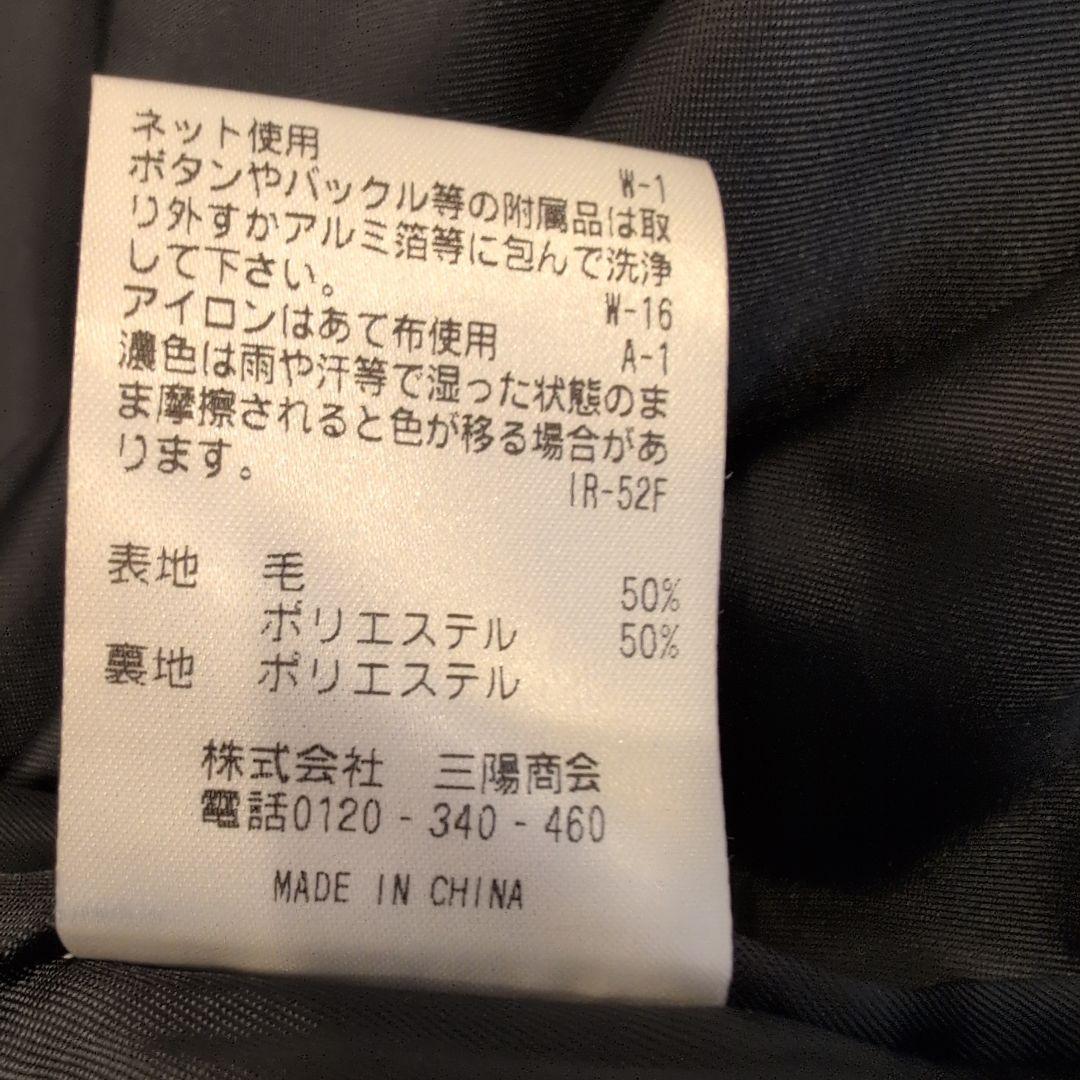 ネット使用
W-1
ボタンやバックル等の附属品は取
り外すかアルミ箔等に包んで洗浄
して下さい。
W-16
アイロンはあて布使用
A-1
濃色は雨や汗等で湿った状態のま
ま摩擦されると色が移る場合があ
ります。
IR-52F
表地 毛 50%
ポリエステル 50%
裏地 ポリエステル
株式会社 三陽商会
電話0120-340-460
MADE IN CHINA